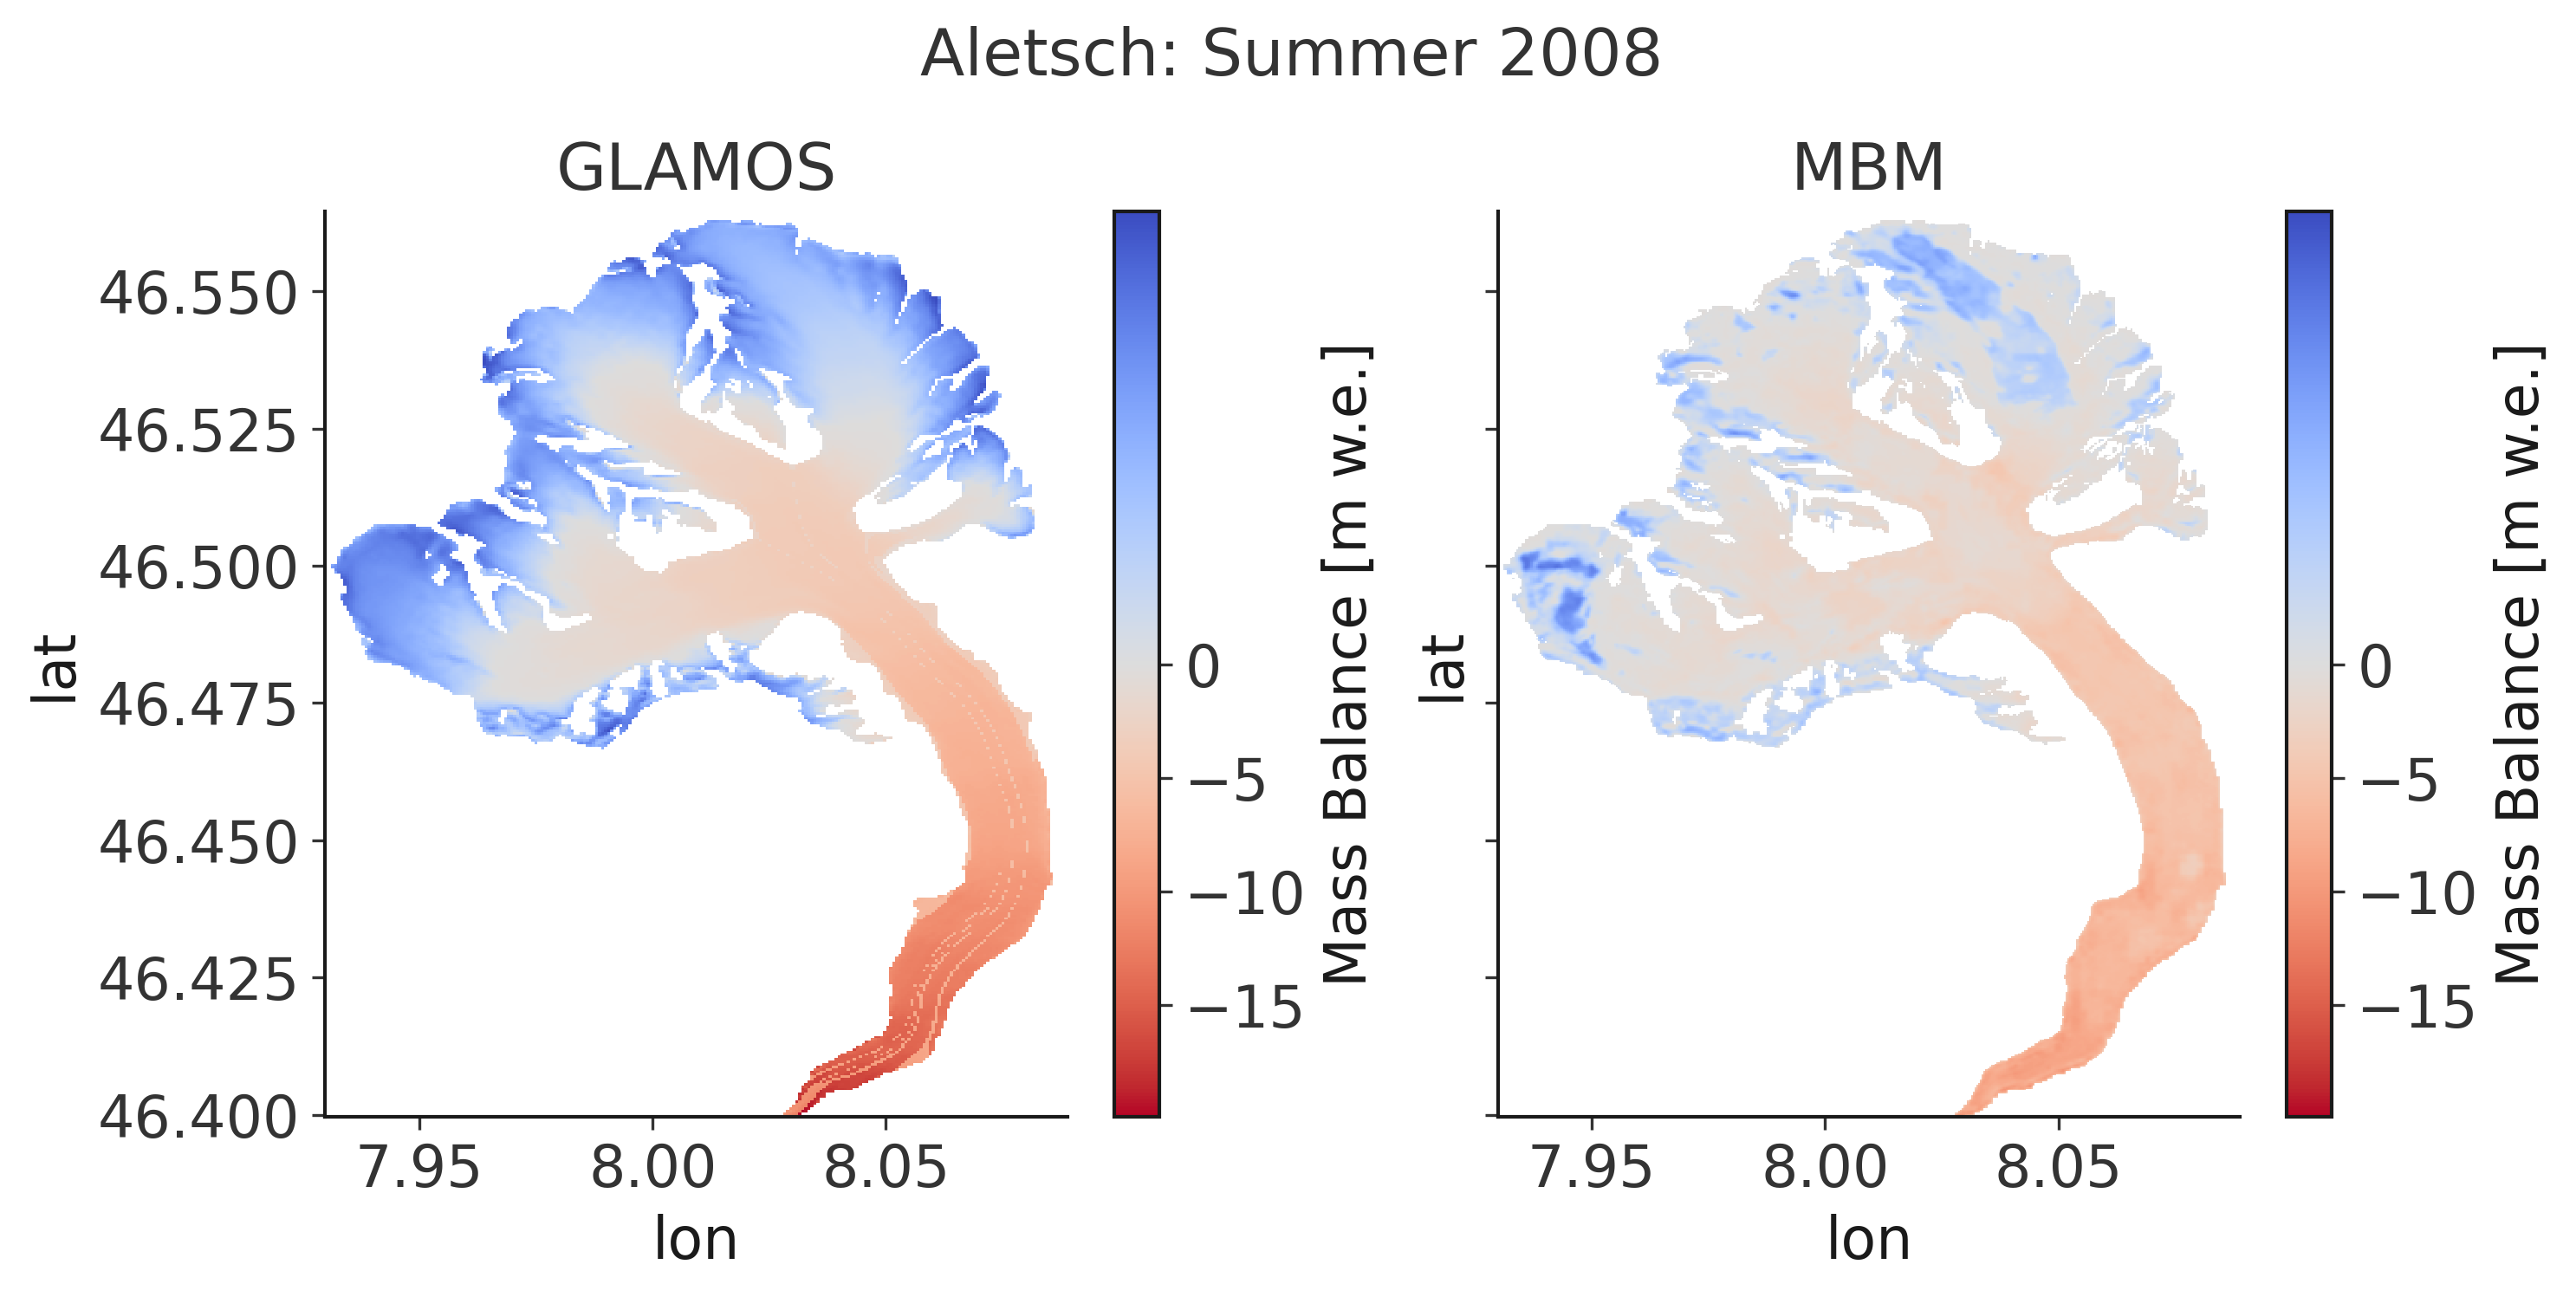 Aletsch: Summer 2008
GLAMOS
46.550
46.525
46.500
46.475
46.450
46.425
46.400
lat
7.95 8.00 8.05
lon
0
−5
−10
−15
Mass Balance [m w.e.]
MBM
lat
7.95 8.00 8.05
lon
0
−5
−10
−15
Mass Balance [m w.e.]